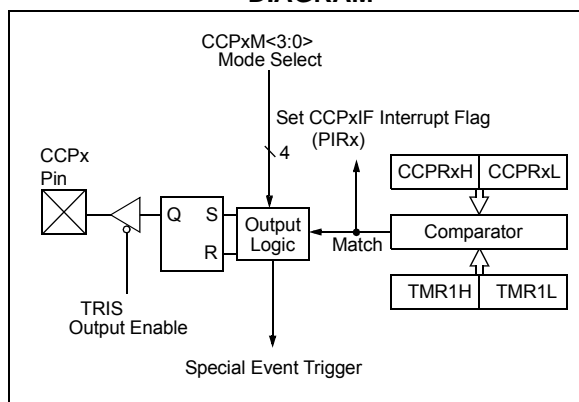 DIAGRAM
CCPxM<3:0>
Mode Select
Set CCPxIF Interrupt Flag
(PIRx)
4
CCPx
Pin
CCPRxH CCPRxL
Q S
R
Output
Logic
Match
Comparator
TMR1H TMR1L
TRIS
Output Enable
Special Event Trigger